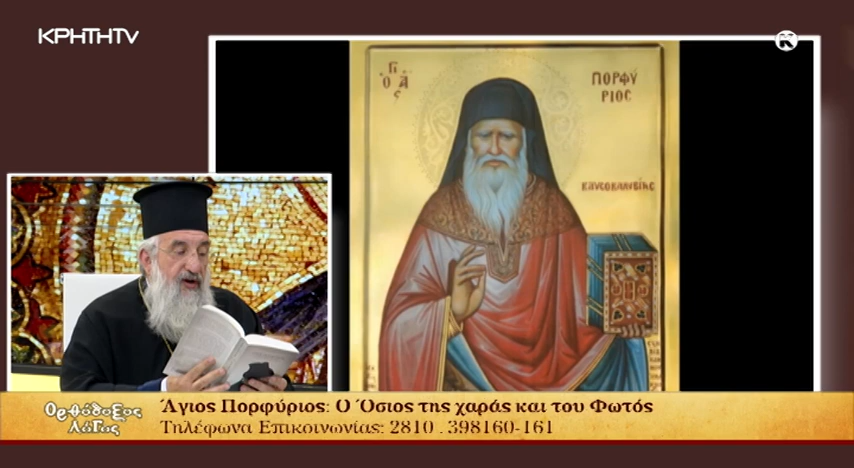 ΚΡΗΤΗTV
Κ
Ο ΑΓΙΟΣ
ΠΟΡΦΥ
ΡΙΟΣ
ΚΑΥΣΟΚΑΛΥΒΙΤΗΣ
Ορθόδοξος
Λόγος
Άγιος Πορφύριος: Ο Όσιος της χαράς και του Φωτός
Τηλέφωνα Επικοινωνίας: 2810 . 398160-161